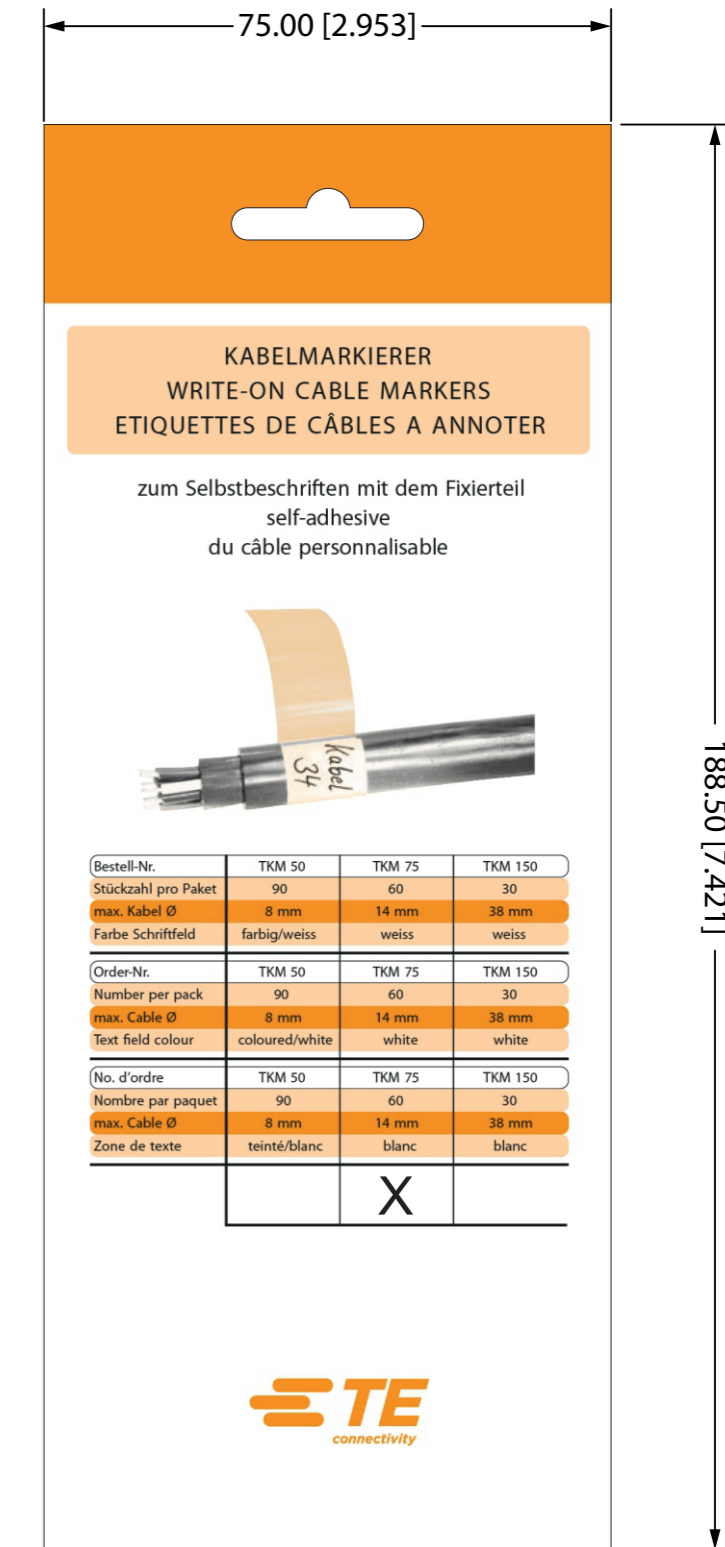 75.00 [2.953]
KABELMARKIERER
WRITE-ON CABLE MARKERS
ETIQUETTES DE CÂBLES A ANNOTER
zum Selbstbeschriften mit dem Fixierteil
self-adhesive
du câble personnalisable
Kabel
34
188.50 [7.421]
Bestell-Nr. TKM 50 TKM 75 TKM 150
Stückzahl pro Paket 90 60 30
max. Kabel Ø 8 mm 14 mm 38 mm
Farbe Schriftfeld farbig/weiss weiss weiss
Order-Nr. TKM 50 TKM 75 TKM 150
Number per pack 90 60 30
max. Cable Ø 8 mm 14 mm 38 mm
Text field colour coloured/white white white
No. d'ordre TKM 50 TKM 75 TKM 150
Nombre par paquet 90 60 30
max. Cable Ø 8 mm 14 mm 38 mm
Zone de texte teinté/blanc blanc blanc
X
TE
connectivity